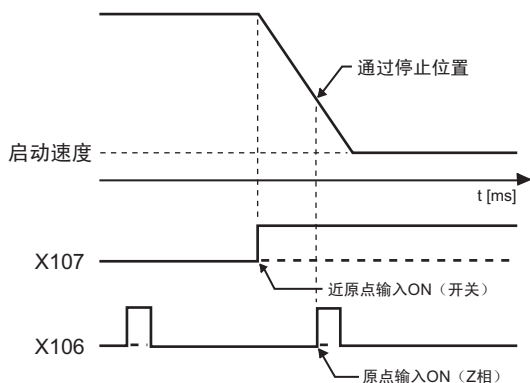 通过停止位置
启动速度
t [ms]
X107
近原点输入ON（开关）
X106
原点输入ON（Z相）